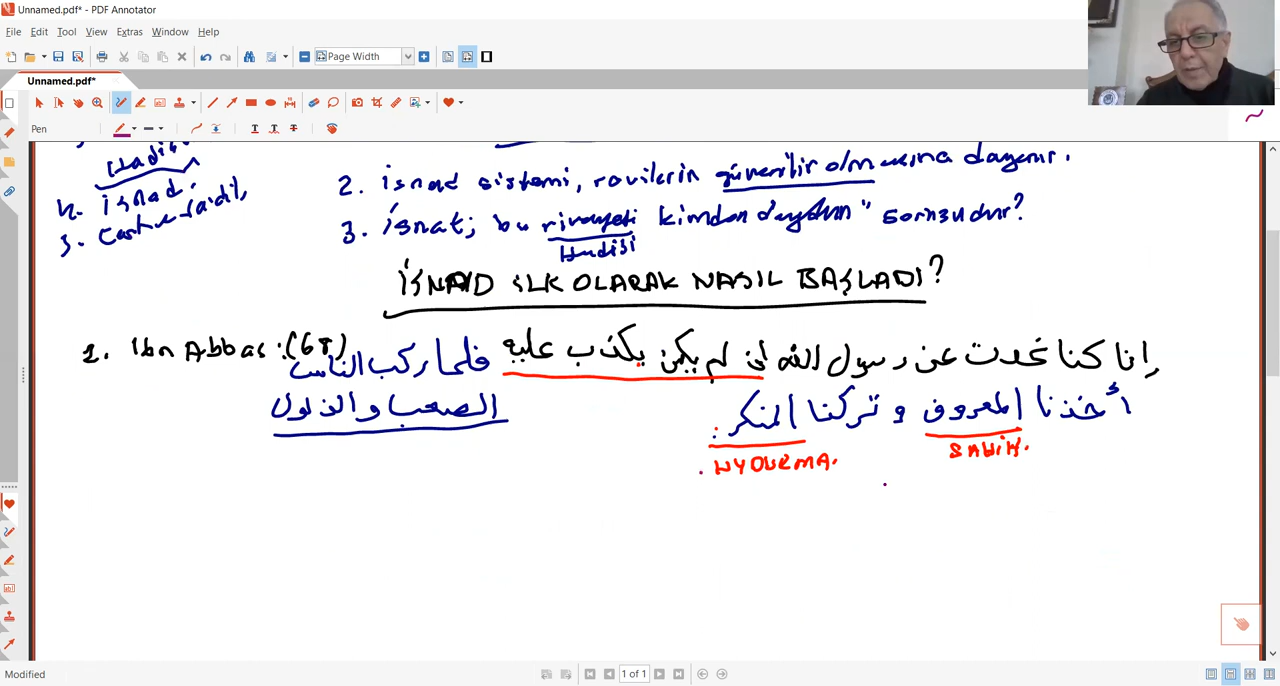 Unnamed.pdf* - PDF Annotator
File Edit Tool View Extras Window Help
Page Width
Unnamed.pdf*
Pen
2. isnad sistemi, ravilerin güvenilir olmasına dayanır.
4. isnad
3. İsnat; bu rivayeti kimden duydun" sorusudur?
Hadisi
İSNAD İLK OLARAK NASIL BAŞLADI?
1. Ibn Abbas: (68) إنا كنا نحدث عن رسول الله إذ لم يكن يكذب عليه فلما ركب الناس
الصعب والذلول أخذنا المعروف و تركنا المنكر:
UYDURMA. SAHİH.
1 of 1
Modified